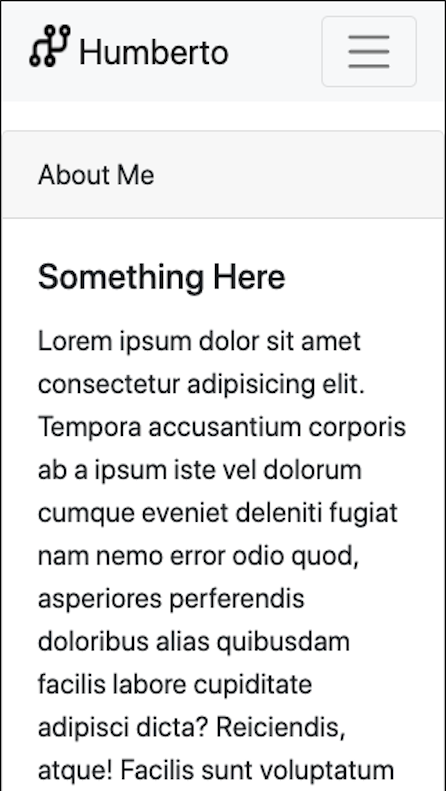 Humberto
About Me
Something Here
Lorem ipsum dolor sit amet
consectetur adipisicing elit.
Tempora accusantium corporis
ab a ipsum iste vel dolorum
cumque eveniet deleniti fugiat
nam nemo error odio quod,
asperiores perferendis
doloribus alias quibusdam
facilis labore cupiditate
adipisci dicta? Reiciendis,
atque! Facilis sunt voluptatum